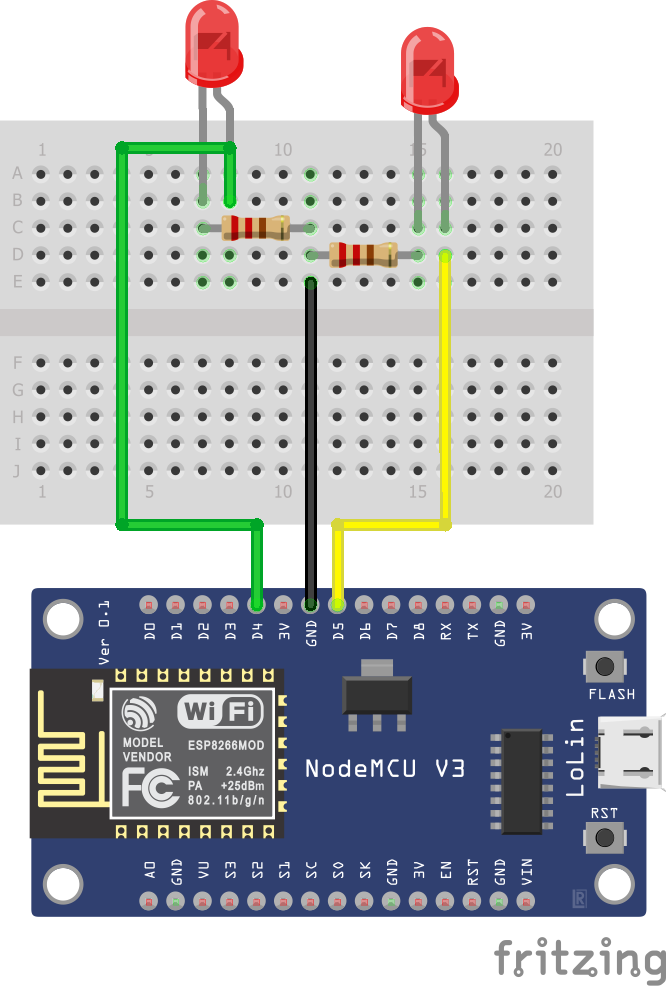 1 5 10 15 20
A
B
C
D
E
F
G
H
I
J
1 5 10 15 20
Ver 0.1
D0 D1 D2 D3 D4 3V GND D5 D6 D7 D8 RX TX GND 3V
FLASH
WiFi
MODEL
VENDOR
ESP8266MOD
FC
ISM 2.4Ghz
PA +25dBm
802.11b/g/n
NodeMCU V3
LoLin
RST
A0 GND VU S3 S2 S1 SC S0 SK GND 3V EN RST GND VIN
fritzing